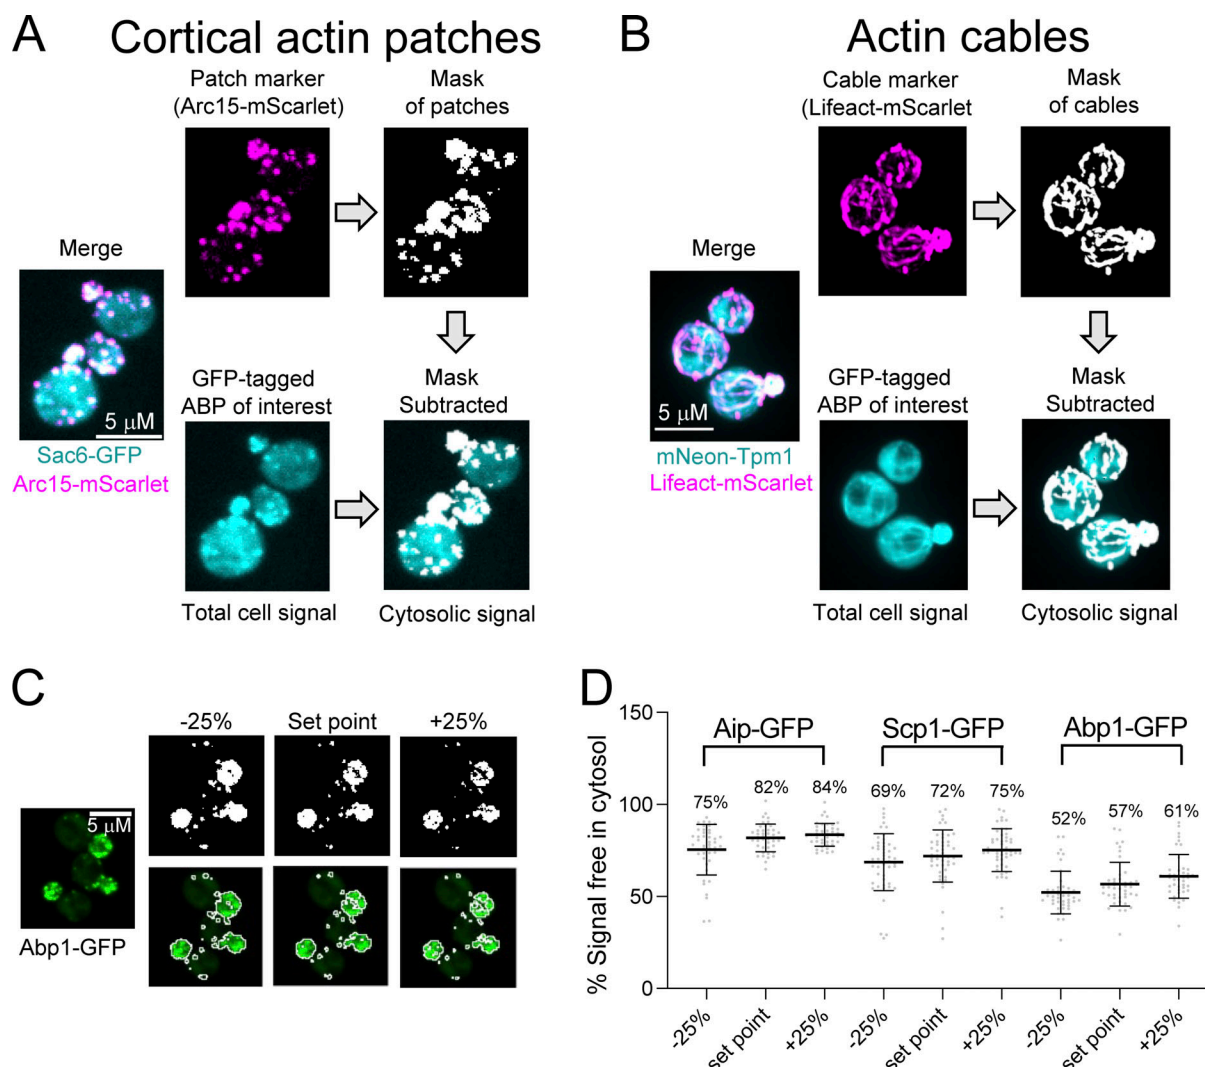 A
Cortical actin patches
Patch marker
(Arc15-mScarlet)
Mask
of patches
Merge
5 μM
Sac6-GFP
Arc15-mScarlet
GFP-tagged
ABP of interest
Mask
Subtracted
Total cell signal
Cytosolic signal
B
Actin cables
Cable marker
(Lifeact-mScarlet
Mask
of cables
Merge
5 μM
mNeon-Tpm1
Lifeact-mScarlet
GFP-tagged
ABP of interest
Mask
Subtracted
Total cell signal
Cytosolic signal
C
-25%
Set point
+25%
5 μM
Abp1-GFP
D
% Signal free in cytosol
150
100
50
0
Aip-GFP
Scp1-GFP
Abp1-GFP
75%
82%
84%
69%
72%
75%
52%
57%
61%
-25%
set point
+25%
-25%
set point
+25%
-25%
set point
+25%